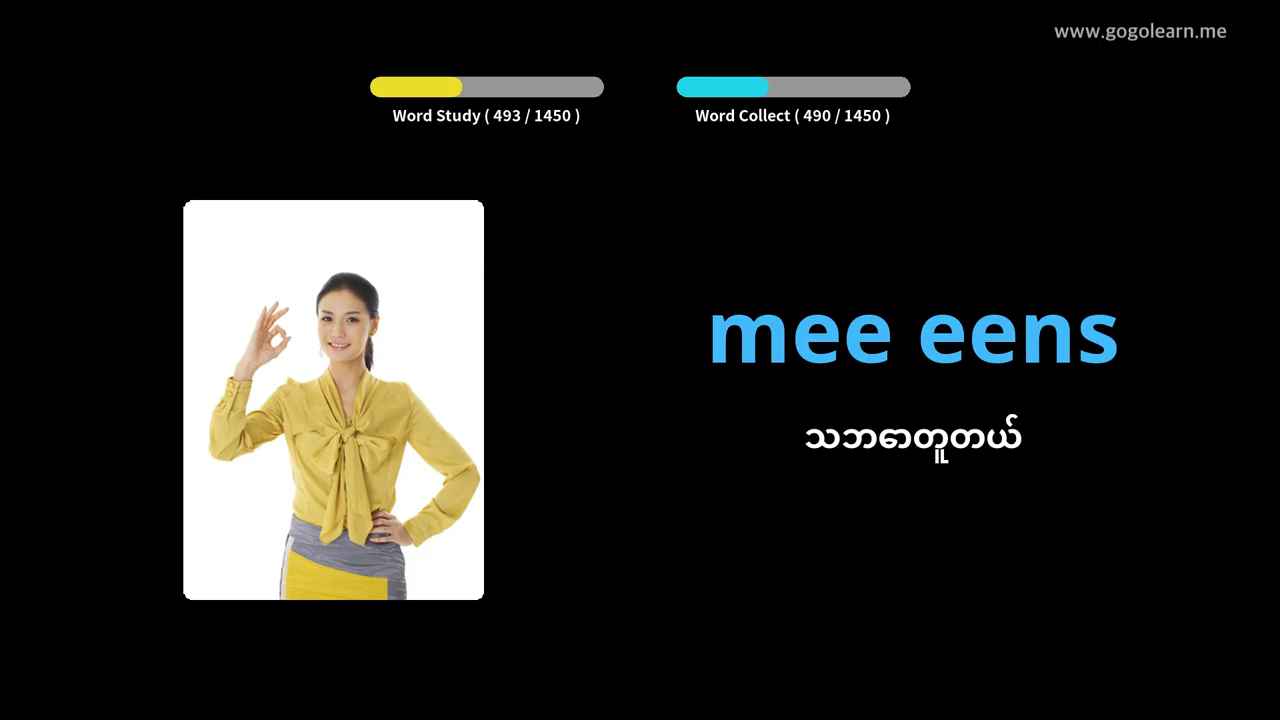 www.gogolearn.me
Word Study ( 493 / 1450 )
Word Collect ( 490 / 1450 )
mee eens
သဘောတူတယ်